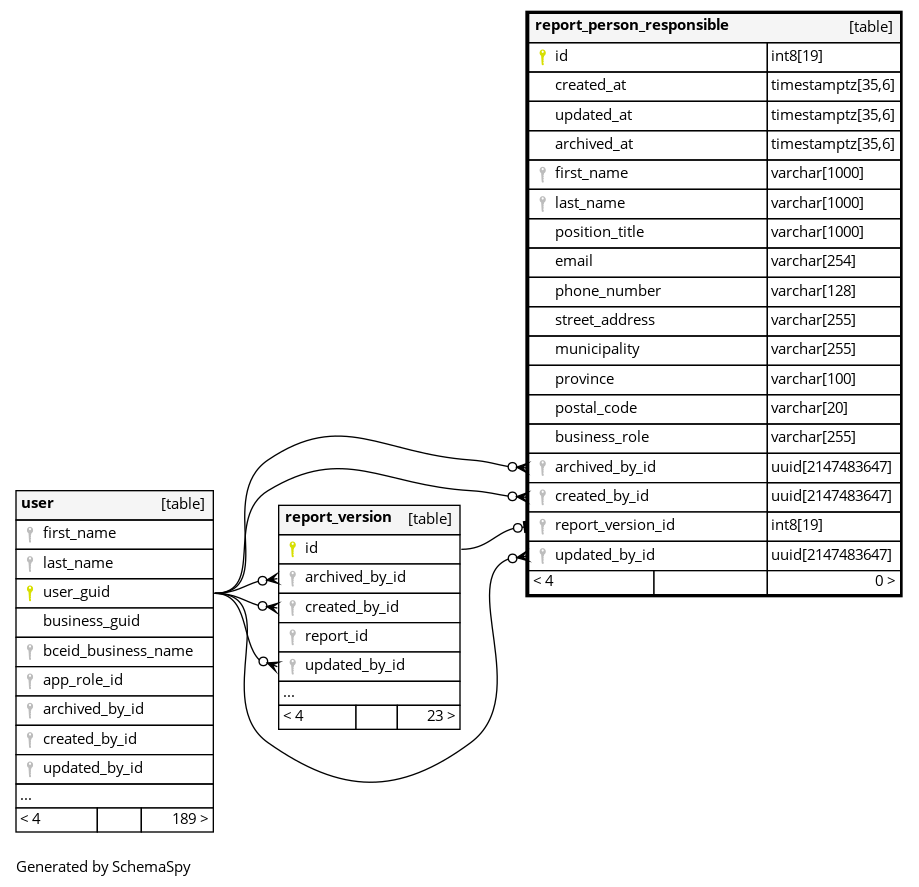 report_person_responsible [table]
id int8[19]
created_at timestamptz[35,6]
updated_at timestamptz[35,6]
archived_at timestamptz[35,6]
first_name varchar[1000]
last_name varchar[1000]
position_title varchar[1000]
email varchar[254]
phone_number varchar[128]
street_address varchar[255]
municipality varchar[255]
province varchar[100]
postal_code varchar[20]
business_role varchar[255]
archived_by_id uuid[2147483647]
created_by_id uuid[2147483647]
report_version_id int8[19]
updated_by_id uuid[2147483647]
< 4 0 >
user [table]
first_name
last_name
user_guid
business_guid
bceid_business_name
app_role_id
archived_by_id
created_by_id
updated_by_id
...
< 4 189 >
report_version [table]
id
archived_by_id
created_by_id
report_id
updated_by_id
...
< 4 23 >
Generated by SchemaSpy